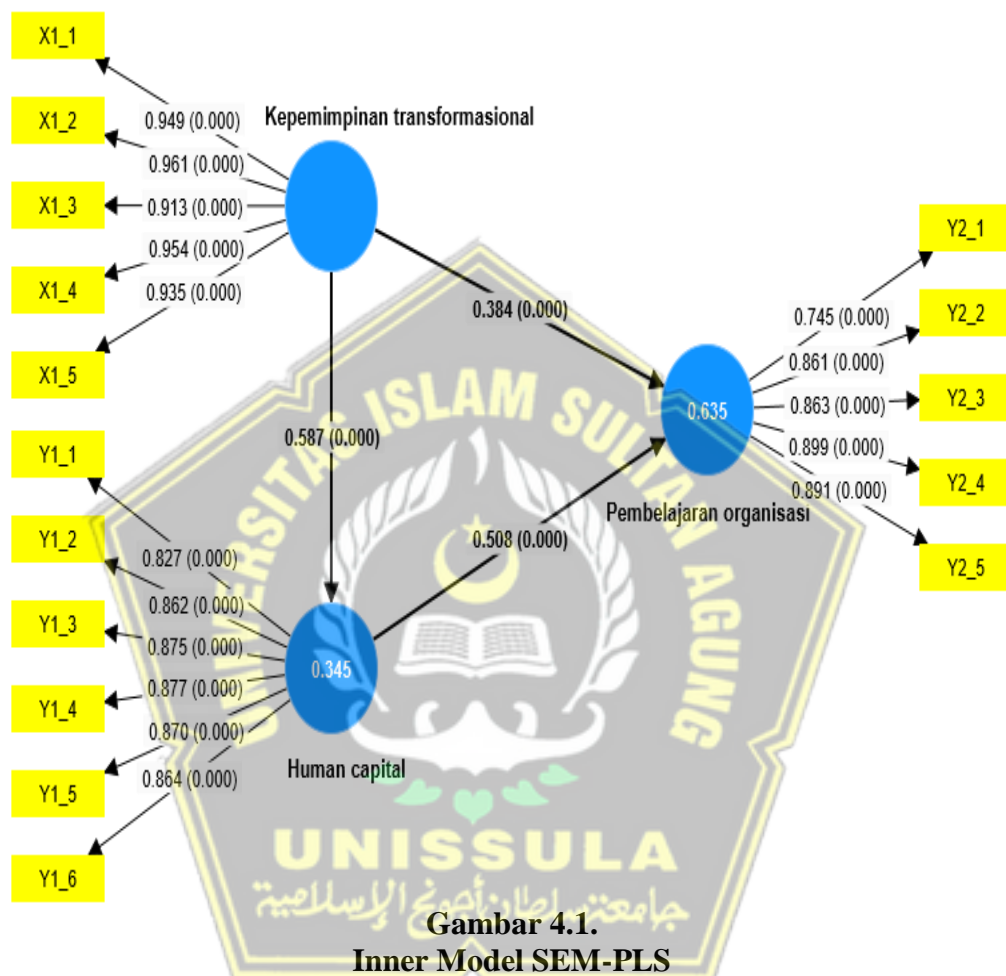 X1_1
X1_2
X1_3
X1_4
X1_5
0.949 (0.000)
0.961 (0.000)
0.913 (0.000)
0.954 (0.000)
0.935 (0.000)
Kepemimpinan transformasional
0.384 (0.000)
0.587 (0.000)
0.508 (0.000)
Y1_1
Y1_2
Y1_3
Y1_4
Y1_5
Y1_6
0.827 (0.000)
0.862 (0.000)
0.875 (0.000)
0.877 (0.000)
0.870 (0.000)
0.864 (0.000)
0.345
Human capital
0.635
Pembelajaran organisasi
0.745 (0.000)
0.861 (0.000)
0.863 (0.000)
0.899 (0.000)
0.891 (0.000)
Y2_1
Y2_2
Y2_3
Y2_4
Y2_5
UNIVERSITAS ISLAM SULTAN AGUNG
UNISSULA
جامعتسلطان أجونج الإسلامية
Gambar 4.1.
Inner Model SEM-PLS